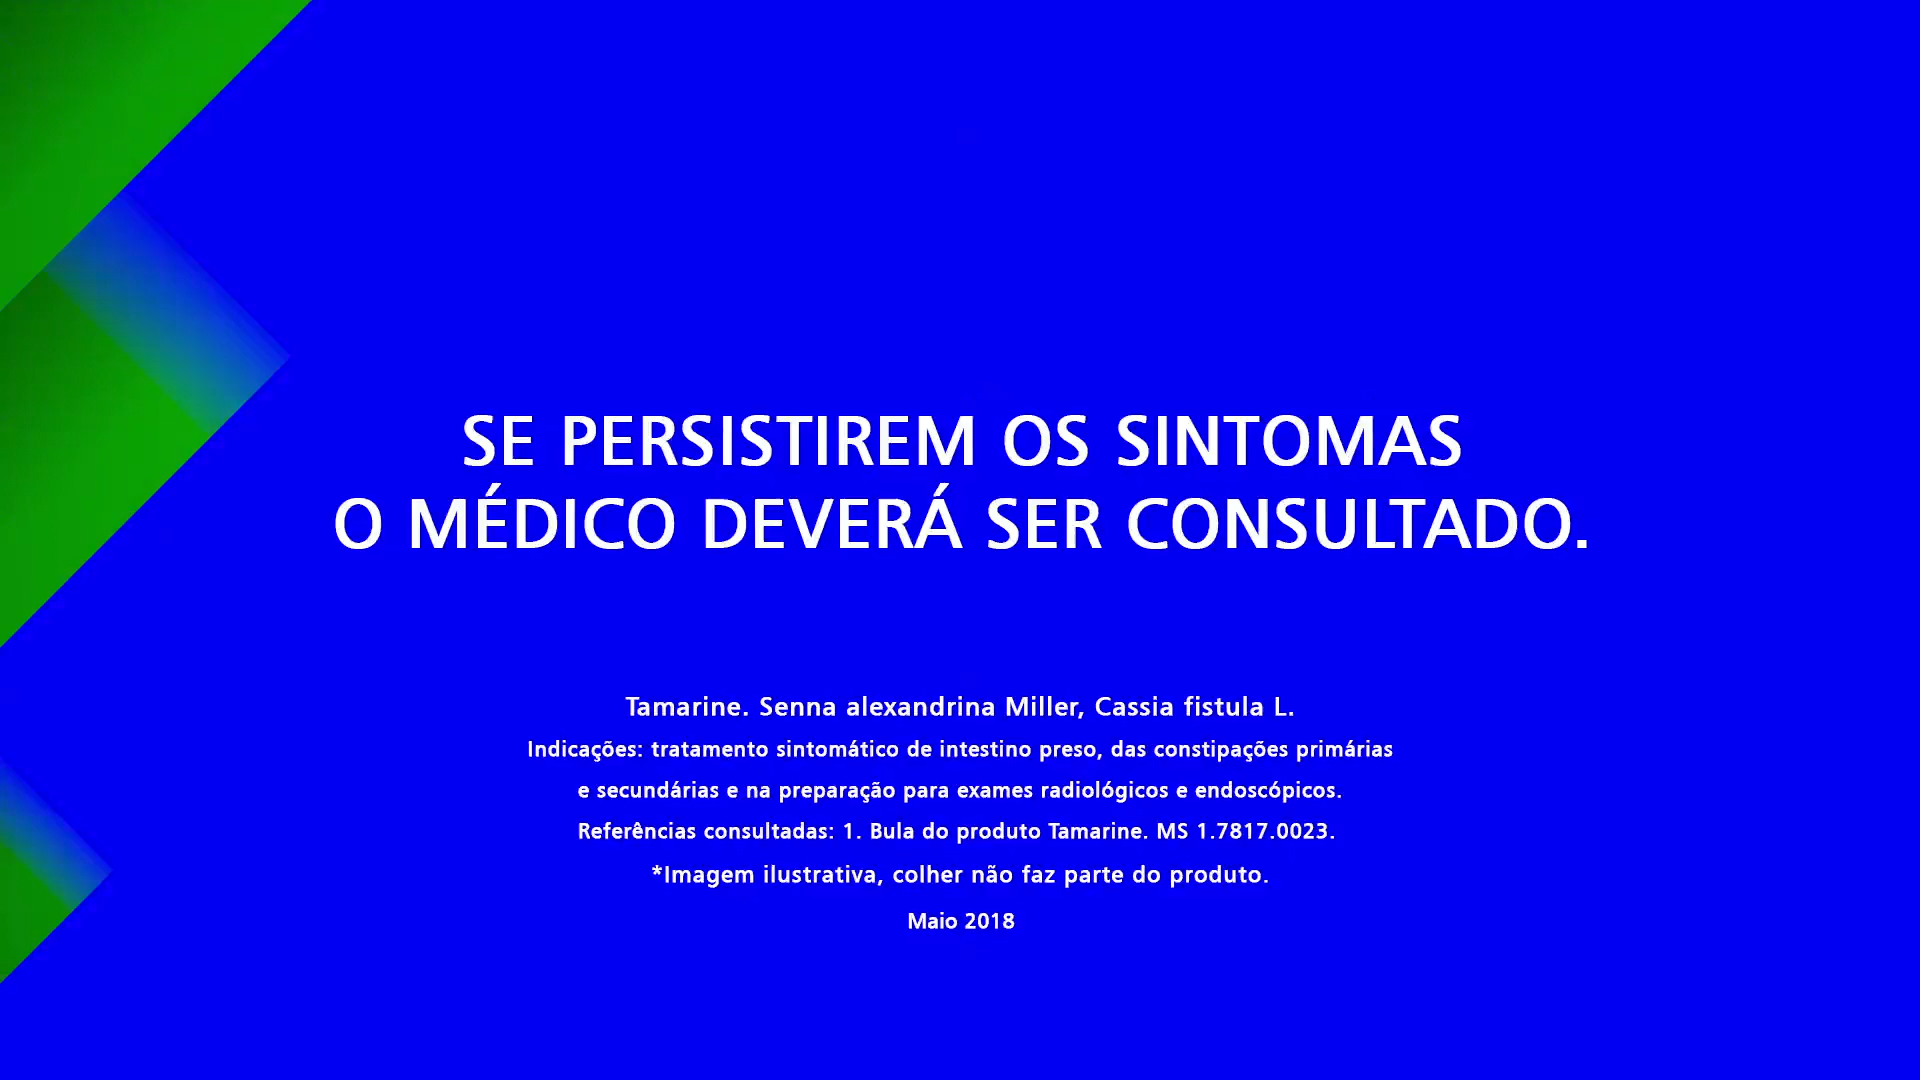 SE PERSISTIREM OS SINTOMAS
O MÉDICO DEVERÁ SER CONSULTADO.
Tamarine. Senna alexandrina Miller, Cassia fistula L.
Indicações: tratamento sintomático de intestino preso, das constipações primárias
e secundárias e na preparação para exames radiológicos e endoscópicos.
Referências consultadas: 1. Bula do produto Tamarine. MS 1.7817.0023.
*Imagem ilustrativa, colher não faz parte do produto.
Maio 2018